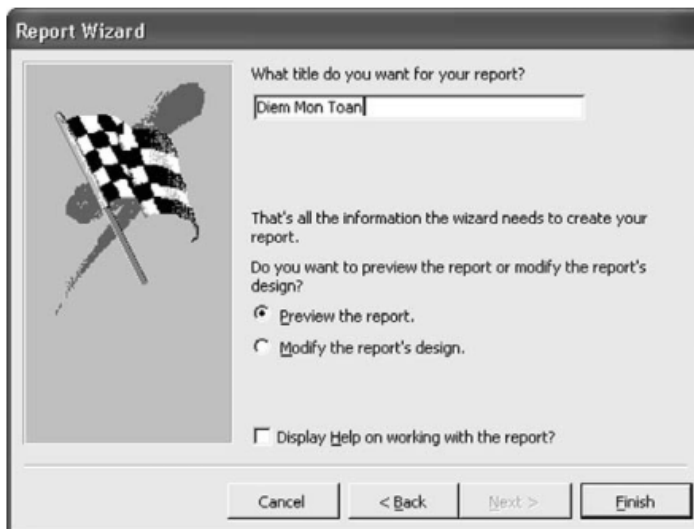 Report Wizard
What title do you want for your report?
Diem Mon Toan
That's all the information the wizard needs to create your
report.
Do you want to preview the report or modify the report's
design?
Preview the report.
Modify the report's design.
Display Help on working with the report?
Cancel
< Back
Next >
Finish